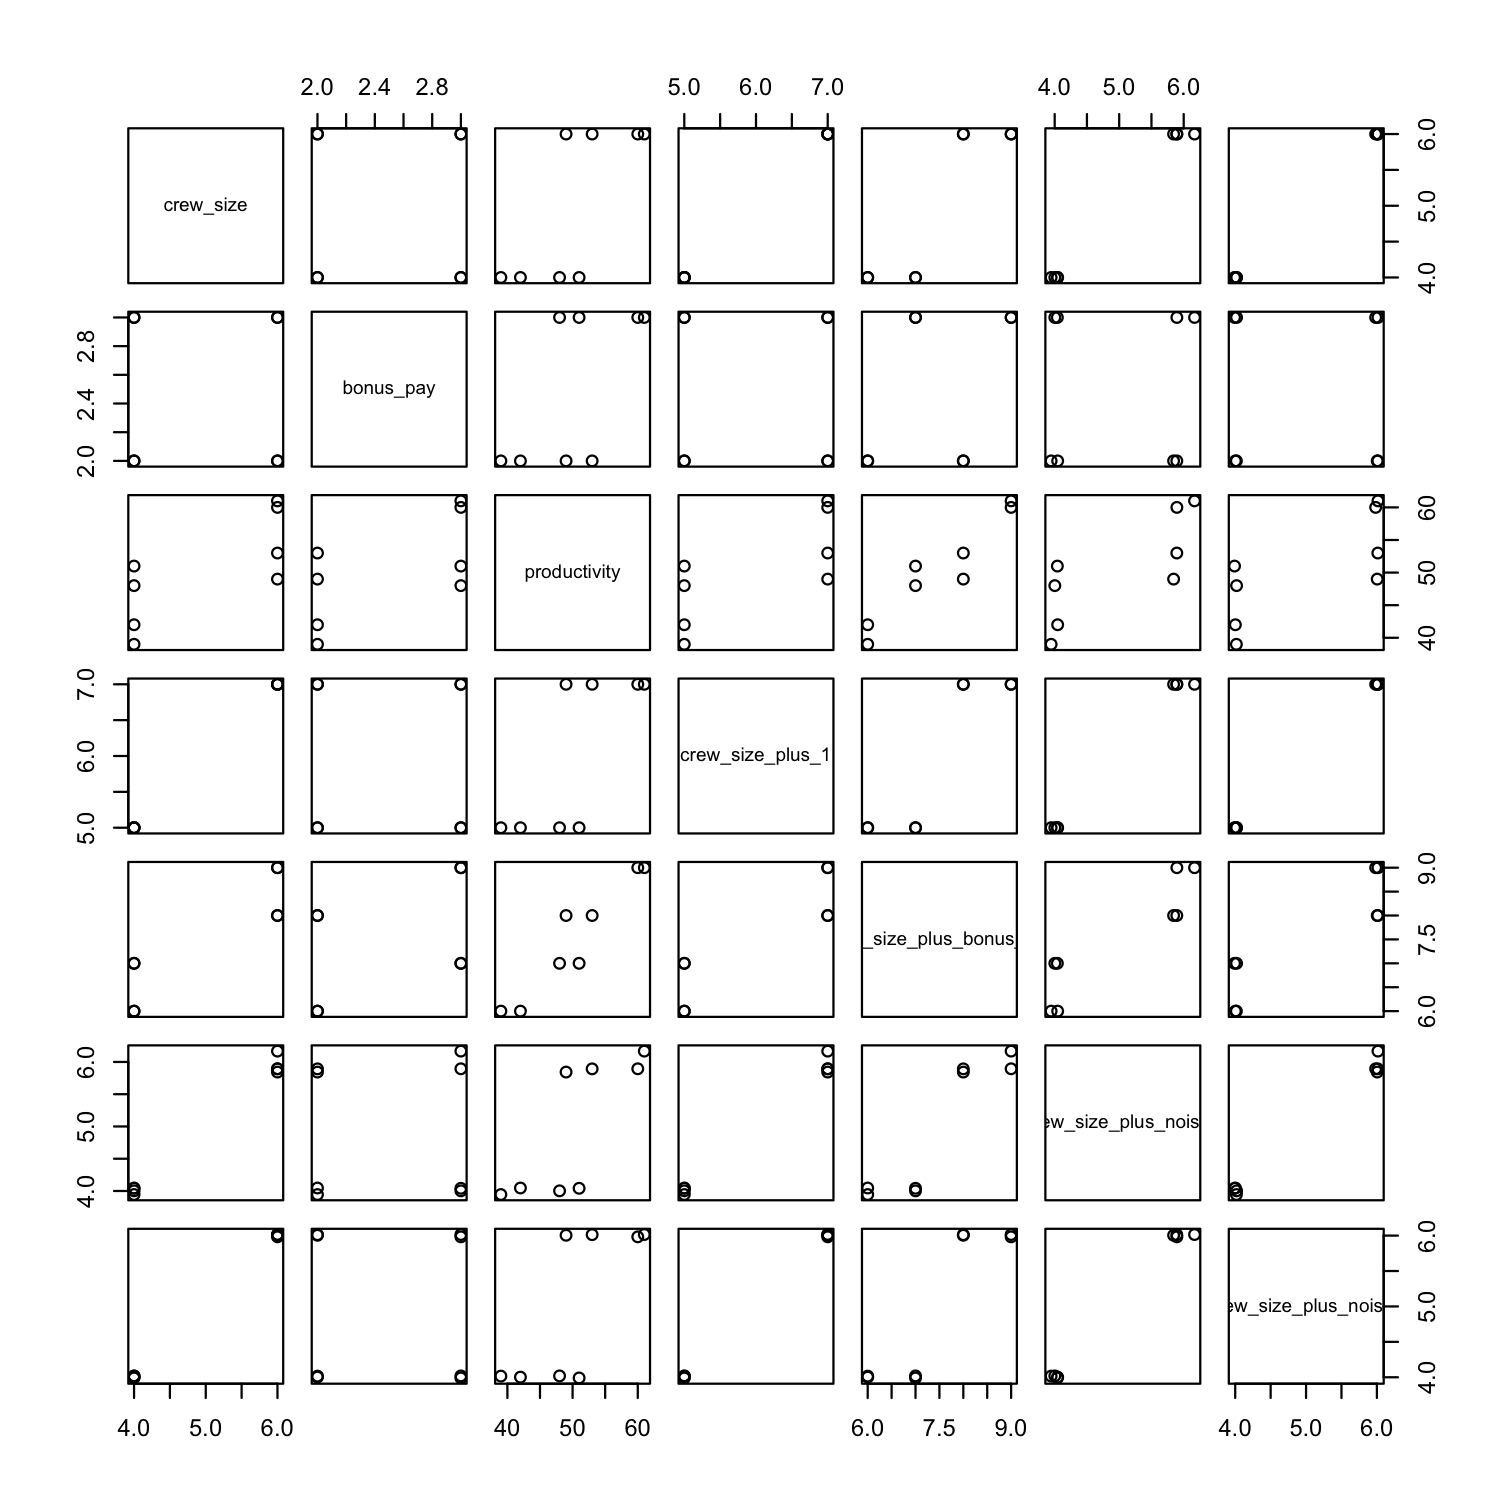 2.0 2.4 2.8 5.0 6.0 7.0 4.0 5.0 6.0
crew_size
4.0 5.0 6.0
2.0 2.4 2.8
bonus_pay
productivity
40 50 60
5.0 6.0 7.0
crew_size_plus_1
_size_plus_bonus_
6.0 7.5 9.0
4.0 5.0 6.0
ew_size_plus_nois
ew_size_plus_nois
4.0 5.0 6.0
4.0 5.0 6.0 40 50 60 6.0 7.5 9.0 4.0 5.0 6.0